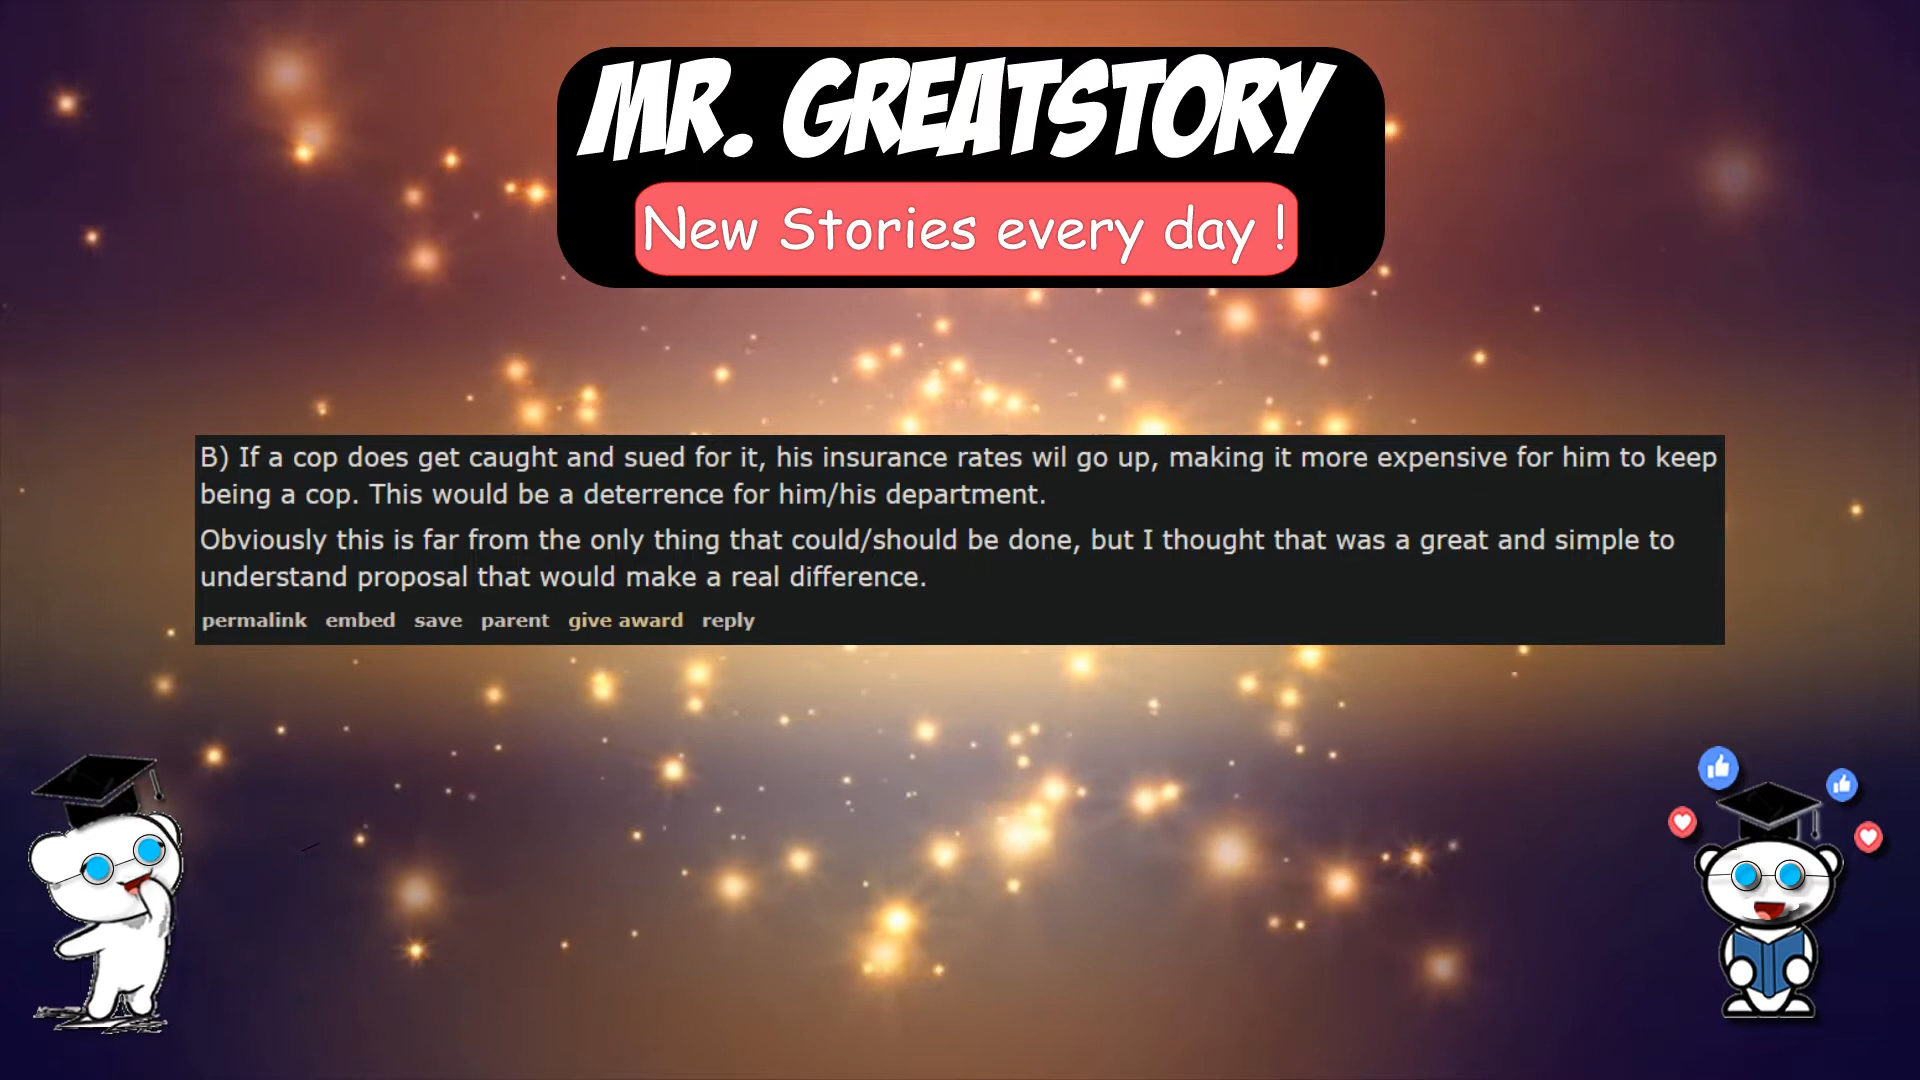 MR. GREATSTORY
New Stories every day !
B) If a cop does get caught and sued for it, his insurance rates wil go up, making it more expensive for him to keep
being a cop. This would be a deterrence for him/his department.
Obviously this is far from the only thing that could/should be done, but I thought that was a great and simple to
understand proposal that would make a real difference.
permalink embed save parent give award reply